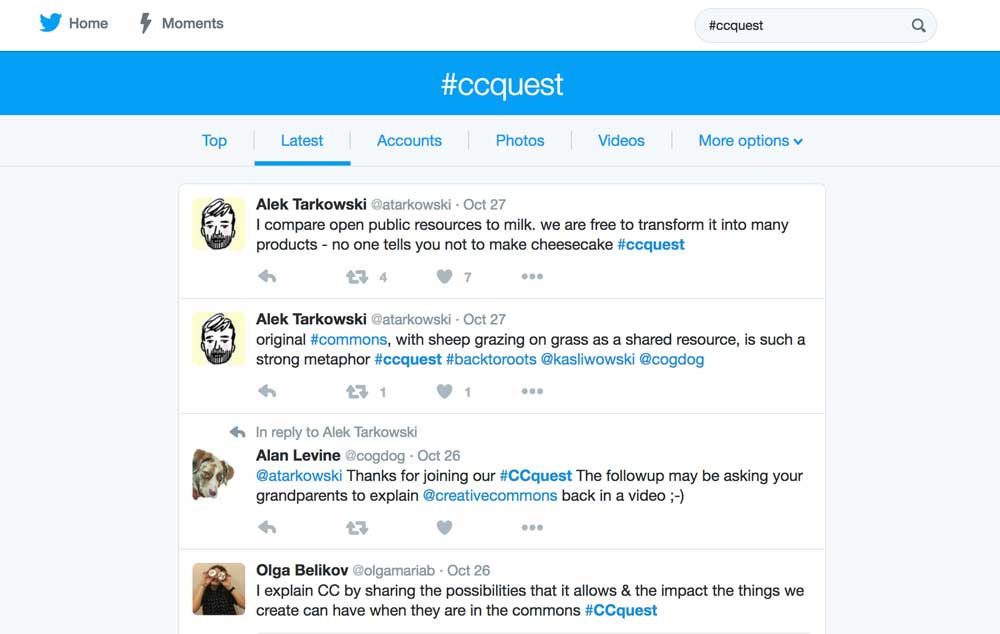 Home
Moments
#ccquest
#ccquest
Top
Latest
Accounts
Photos
Videos
More options
Alek Tarkowski @atarkowski · Oct 27
I compare open public resources to milk. we are free to transform it into many
products - no one tells you not to make cheesecake #ccquest
4
7
Alek Tarkowski @atarkowski · Oct 27
original #commons, with sheep grazing on grass as a shared resource, is such a
strong metaphor #ccquest #backtoroots @kasliwowski @cogdog
1
1
In reply to Alek Tarkowski
Alan Levine @cogdog · Oct 26
@atarkowski Thanks for joining our #CCquest The followup may be asking your
grandparents to explain @creativecommons back in a video ;-)
Olga Belikov @olgamariab · Oct 26
I explain CC by sharing the possibilities that it allows & the impact the things we
create can have when they are in the commons #CCquest